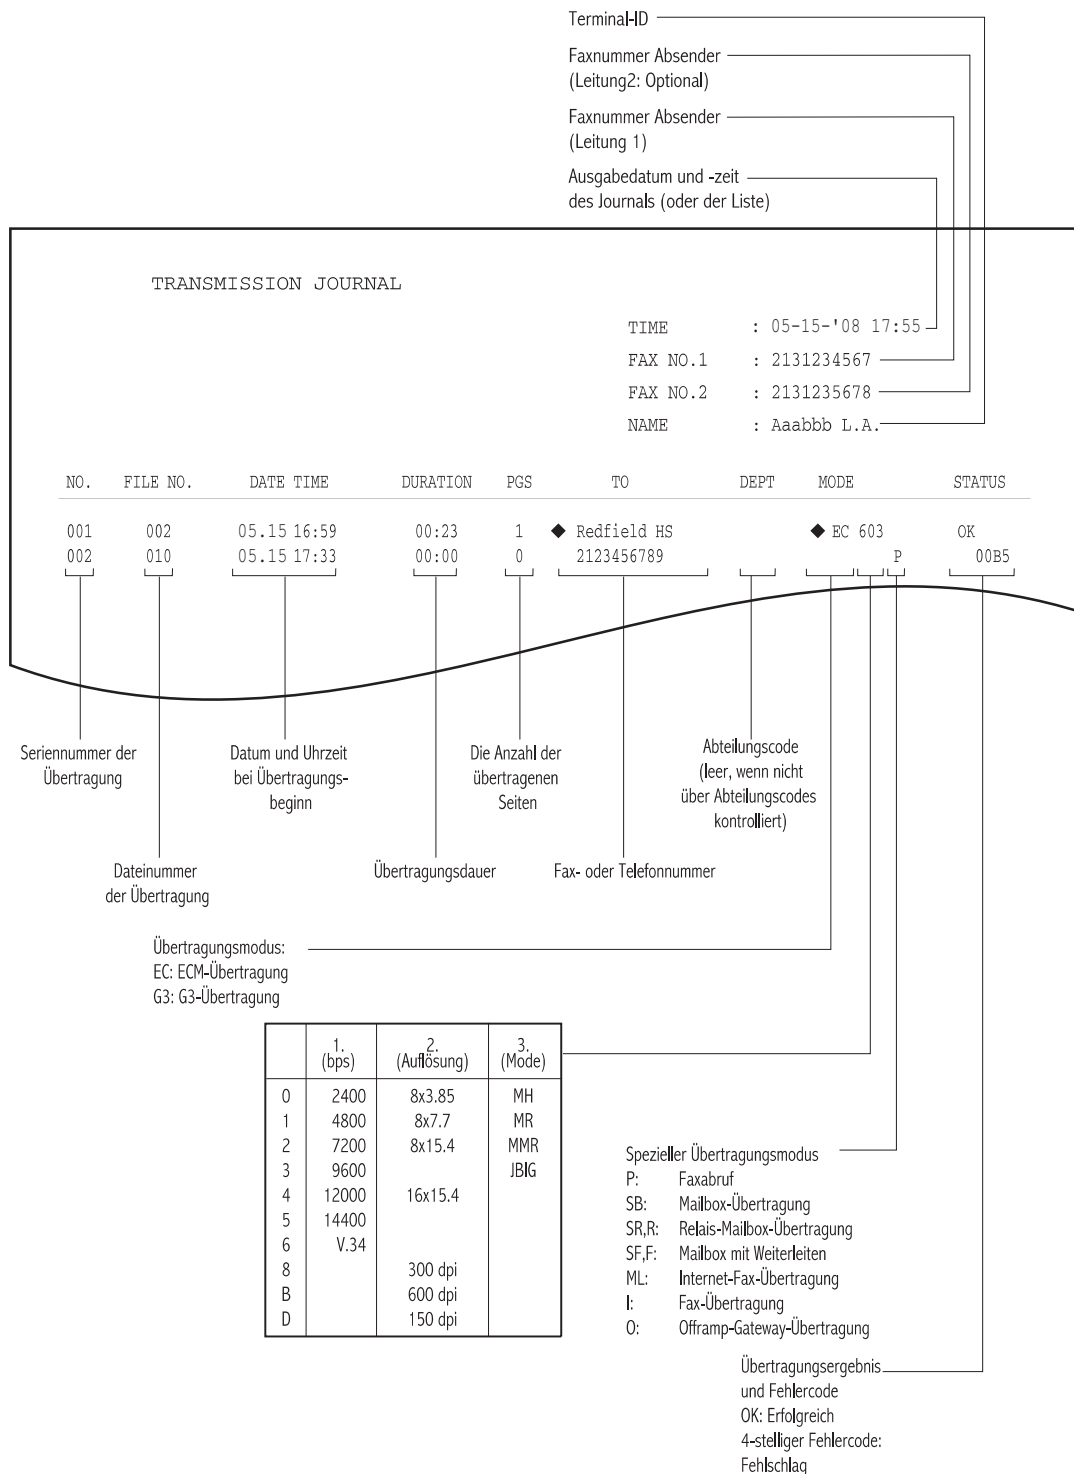 Terminal-ID
Faxnummer Absender
(Leitung2: Optional)
Faxnummer Absender
(Leitung 1)
Ausgabedatum und -zeit
des Journals (oder der Liste)
TRANSMISSION JOURNAL
TIME : 05-15-'08 17:55
FAX NO.1 : 2131234567
FAX NO.2 : 2131235678
NAME : Aaabbb L.A.
NO. FILE NO. DATE TIME DURATION PGS TO DEPT MODE STATUS
001 002 05.15 16:59 00:23 1 ◆ Redfield HS ◆ EC 603 OK
002 010 05.15 17:33 00:00 0 2123456789 P 00B5
Seriennummer der
Übertragung
Datum und Uhrzeit
bei Übertragungs-
beginn
Die Anzahl der
übertragenen
Seiten
Abteilungscode
(leer, wenn nicht
über Abteilungscodes
kontrolliert)
Dateinummer
der Übertragung
Übertragungsdauer
Fax- oder Telefonnummer
Übertragungsmodus:
EC: ECM-Übertragung
G3: G3-Übertragung
1. 2. 3.
(bps) (Auflösung) (Mode)
0 2400 8x3.85 MH
1 4800 8x7.7 MR
2 7200 8x15.4 MMR
3 9600 JBIG
4 12000 16x15.4
5 14400
6 V.34
8 300 dpi
B 600 dpi
D 150 dpi
Spezieller Übertragungsmodus
P: Faxabruf
SB: Mailbox-Übertragung
SR,R: Relais-Mailbox-Übertragung
SF,F: Mailbox mit Weiterleiten
ML: Internet-Fax-Übertragung
I: Fax-Übertragung
O: Offramp-Gateway-Übertragung
Übertragungsergebnis
und Fehlercode
OK: Erfolgreich
4-stelliger Fehlercode:
Fehlschlag